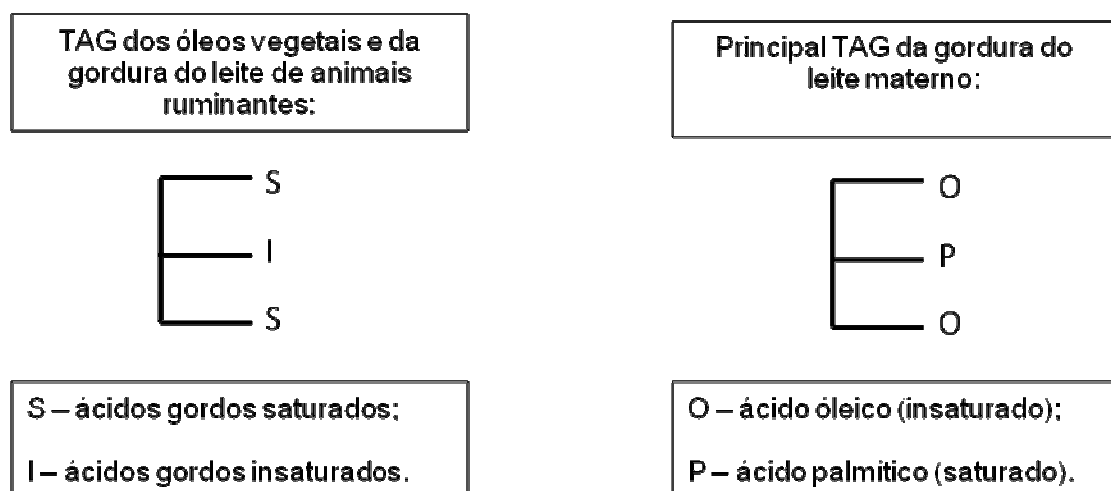 TAG dos óleos vegetais e da
gordura do leite de animais
ruminantes:
S
I
S
S – ácidos gordos saturados;
I – ácidos gordos insaturados.
Principal TAG da gordura do
leite materno:
O
P
O
O – ácido óleico (insaturado);
P – ácido palmítico (saturado).